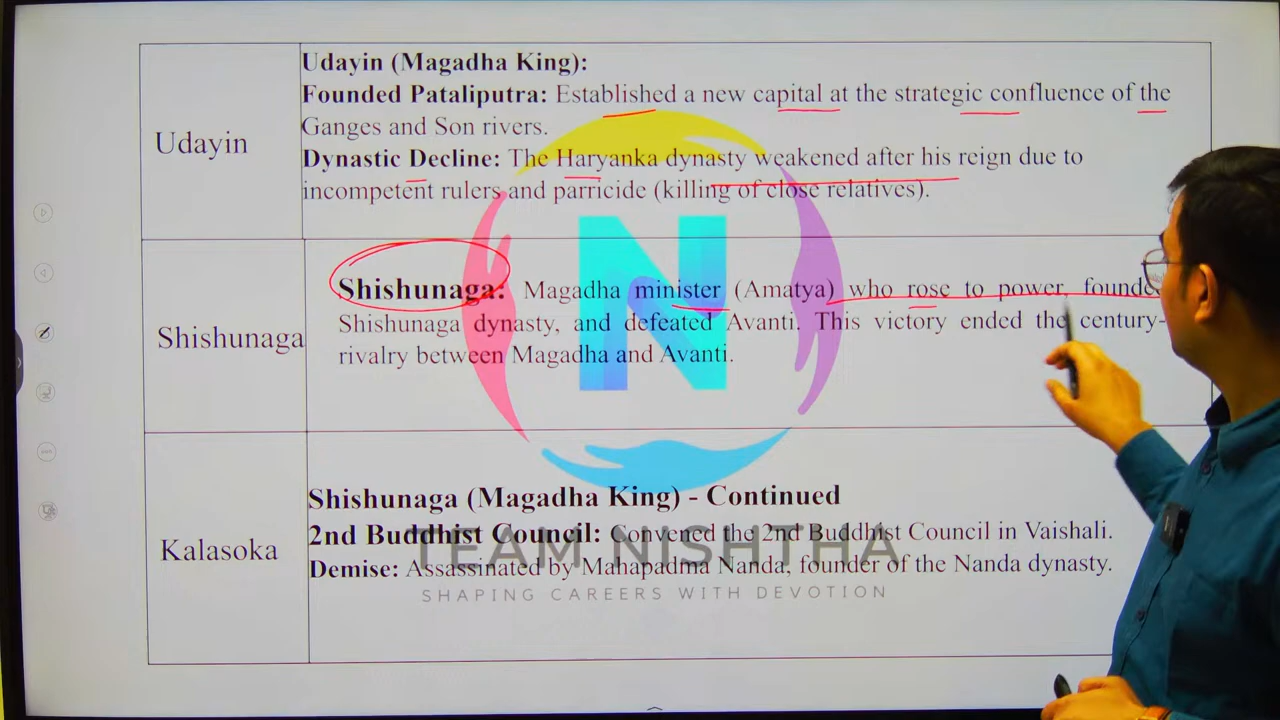 Udayin
Udayin (Magadha King):
Founded Pataliputra: Established a new capital at the strategic confluence of the
Ganges and Son rivers.
Dynastic Decline: The Haryanka dynasty weakened after his reign due to
incompetent rulers and parricide (killing of close relatives).
Shishunaga
Shishunaga: Magadha minister (Amatya) who rose to power,
Shishunaga dynasty, and defeated Avanti. This victory ended the century-
rivalry between Magadha and Avanti.
Kalasoka
Shishunaga (Magadha King) - Continued
2nd Buddhist Council: Convened the 2nd Buddhist Council in Vaishali.
Demise: Assassinated by Mahapadma Nanda, founder of the Nanda dynasty.
TEAM NISHTHA
SHAPING CAREERS WITH DEVOTION